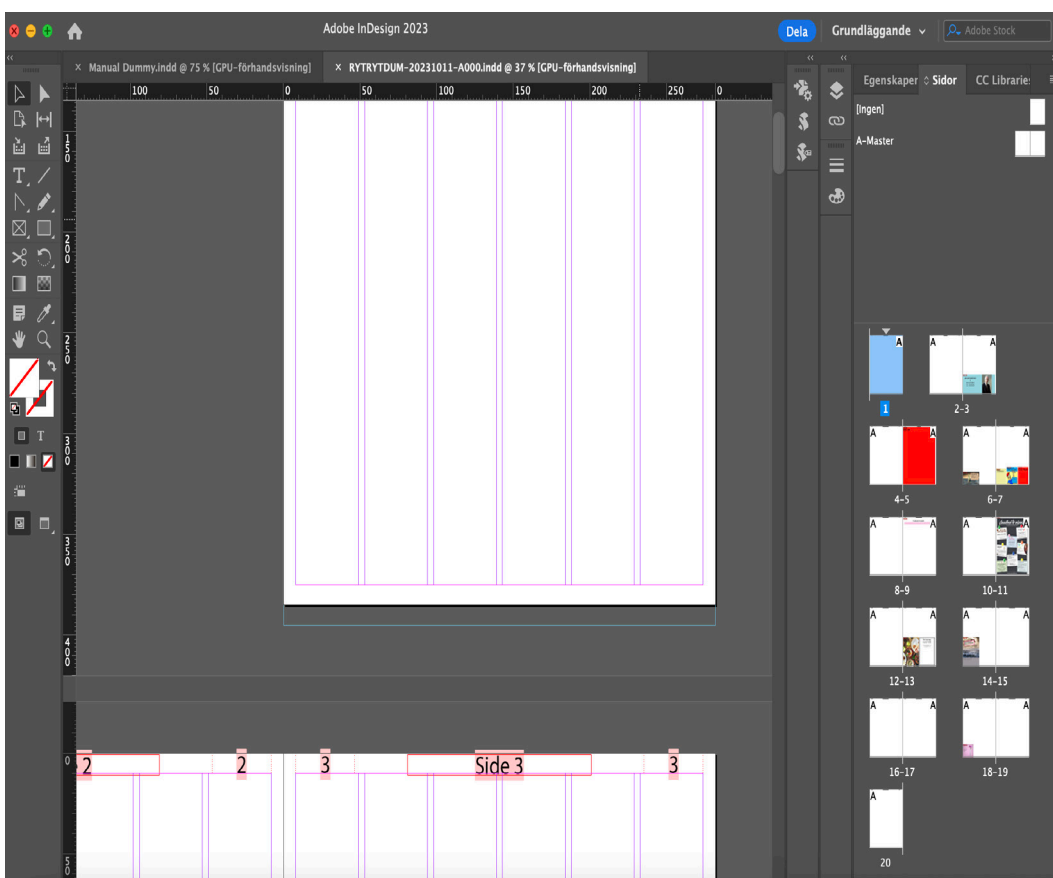 Adobe InDesign 2023
Dela
Grundläggande
Adobe Stock
× Manual Dummy.indd @ 75 % [GPU-förhandsvisning]
× RYTRYTDUM-20231011-A000.indd @ 37 % [GPU-förhandsvisning]
Egenskaper
Sidor
CC Libraries
100 50 0 50 100 150 200 250 0
[Ingen]
A-Master
150
200
250
300
350
400
T
A A A
1
2-3
A A A A
4-5
6-7
A A A A
8-9
10-11
A A A A
12-13
14-15
A A A A
16-17
18-19
A
20
0
2 2 3 Side 3 3
50